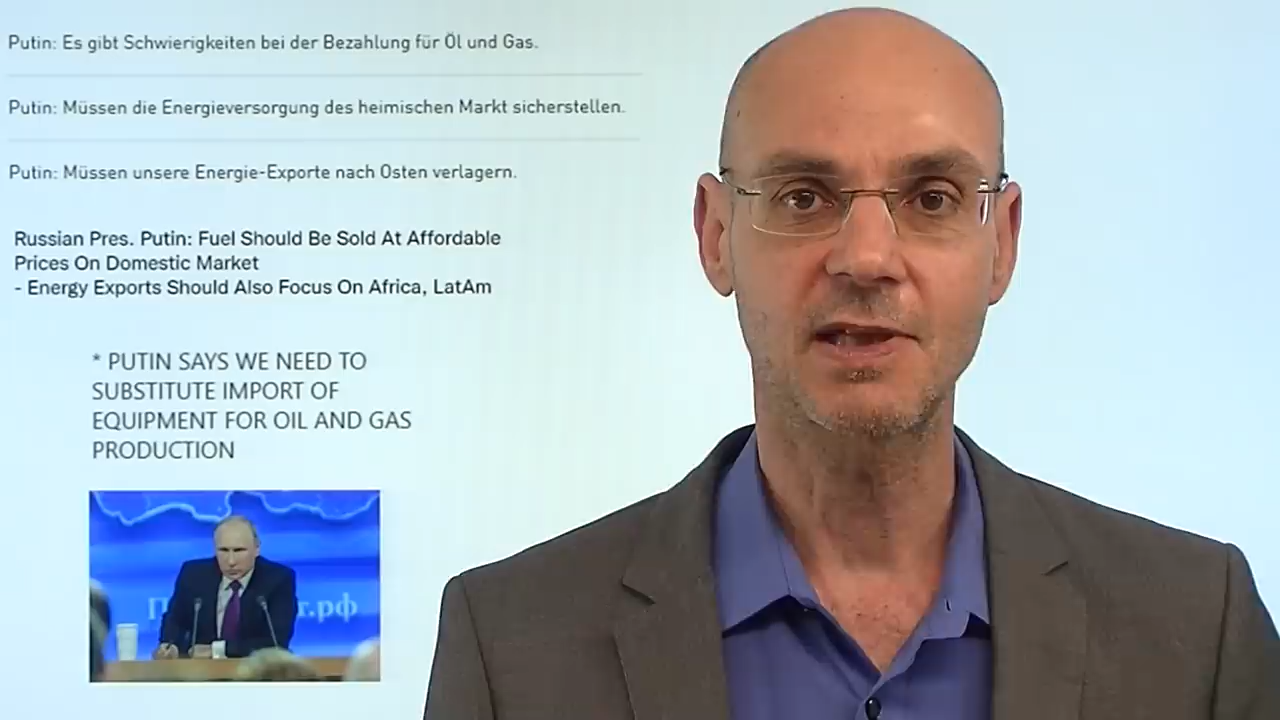 Putin: Es gibt Schwierigkeiten bei der Bezahlung für Öl und Gas.
Putin: Müssen die Energieversorgung des heimischen Markt sicherstellen.
Putin: Müssen unsere Energie-Exporte nach Osten verlagern.
Russian Pres. Putin: Fuel Should Be Sold At Affordable
Prices On Domestic Market
- Energy Exports Should Also Focus On Africa, LatAm
* PUTIN SAYS WE NEED TO
SUBSTITUTE IMPORT OF
EQUIPMENT FOR OIL AND GAS
PRODUCTION
.рф